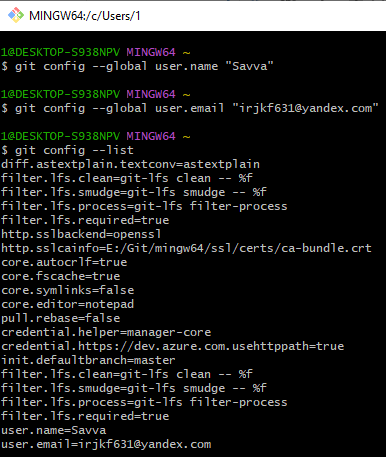 MINGW64:/c/Users/1
1@DESKTOP-S938NPV MINGW64 ~
$ git config --global user.name "Savva"
1@DESKTOP-S938NPV MINGW64 ~
$ git config --global user.email "irjkf631@yandex.com"
1@DESKTOP-S938NPV MINGW64 ~
$ git config --list
diff.astextplain.textconv=astextplain
filter.lfs.clean=git-lfs clean -- %f
filter.lfs.smudge=git-lfs smudge -- %f
filter.lfs.process=git-lfs filter-process
filter.lfs.required=true
http.sslbackend=openssl
http.sslcainfo=E:/Git/mingw64/ssl/certs/ca-bundle.crt
core.autocrlf=true
core.fscache=true
core.symlinks=false
core.editor=notepad
pull.rebase=false
credential.helper=manager-core
credential.https://dev.azure.com.usehttppath=true
init.defaultbranch=master
filter.lfs.clean=git-lfs clean -- %f
filter.lfs.smudge=git-lfs smudge -- %f
filter.lfs.process=git-lfs filter-process
filter.lfs.required=true
user.name=Savva
user.email=irjkf631@yandex.com